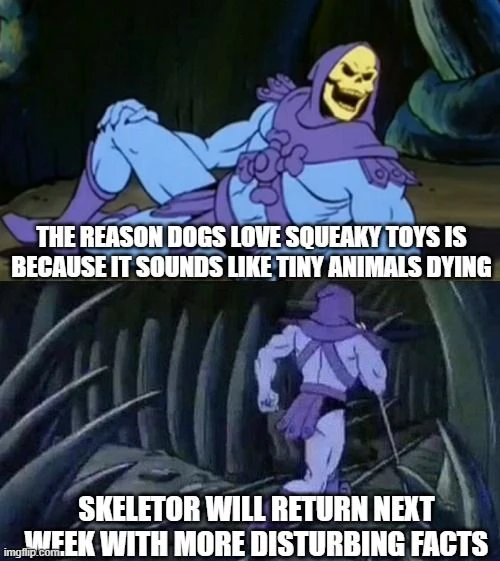 THE REASON DOGS LOVE SQUEAKY TOYS IS
BECAUSE IT SOUNDS LIKE TINY ANIMALS DYING
SKELETOR WILL RETURN NEXT
WEEK WITH MORE DISTURBING FACTS
imgflip.com